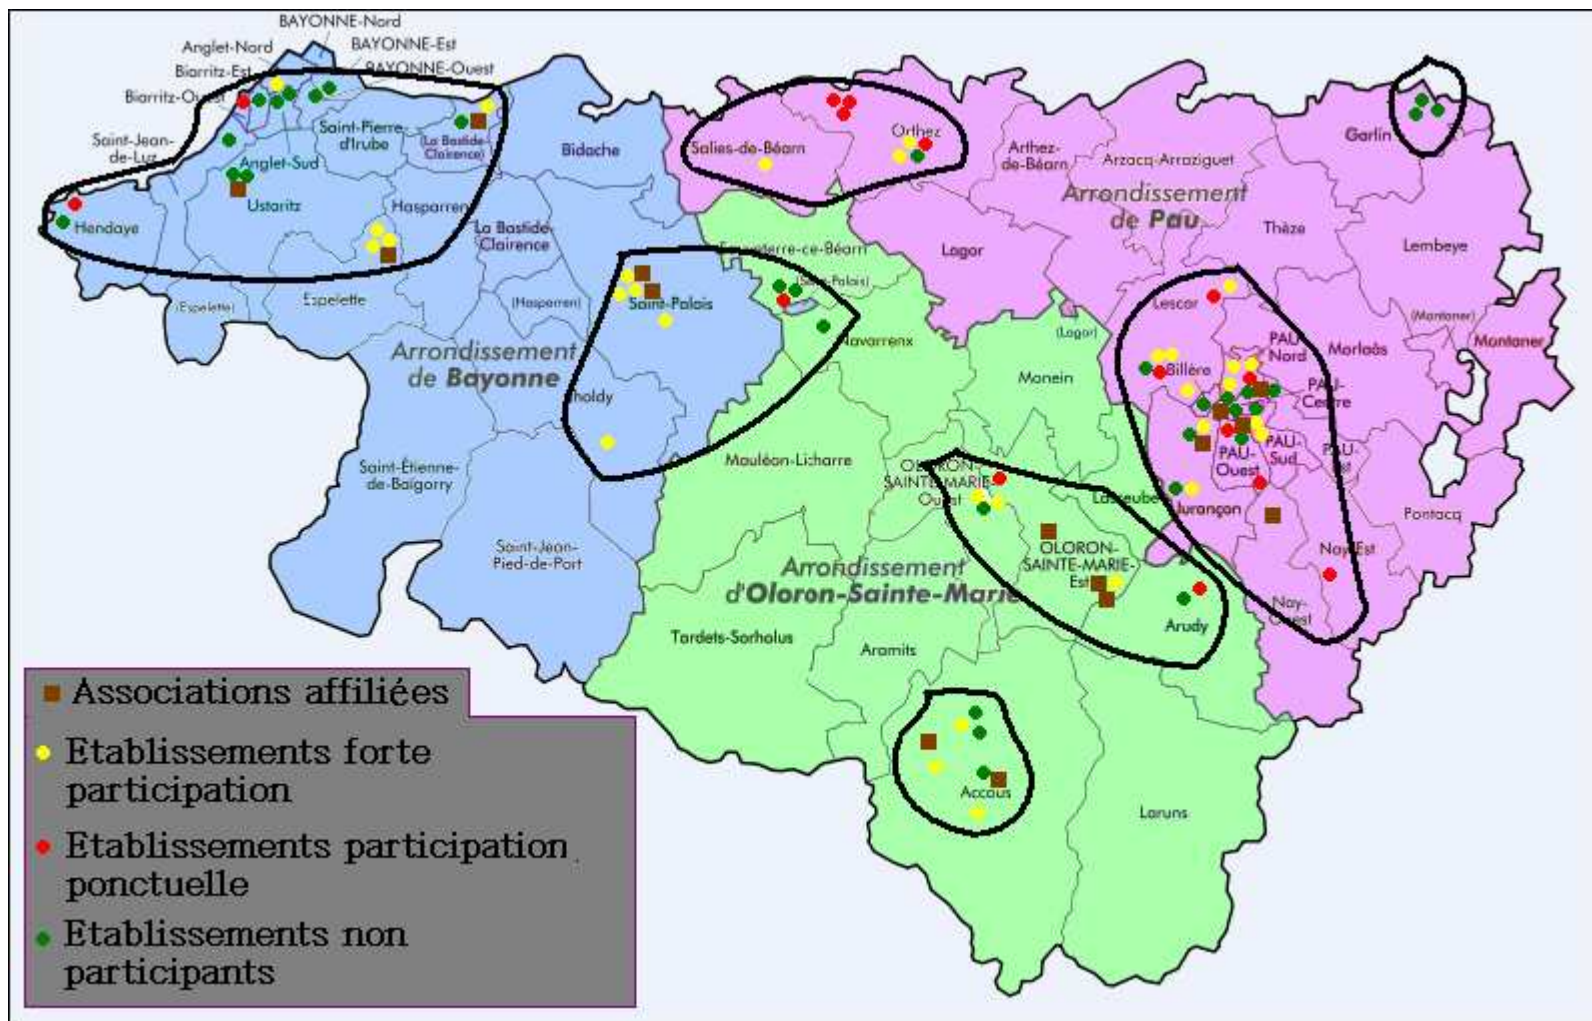 BAYONNE-Nord
Anglet-Nord
BAYONNE-Est
Biarritz-Est
BAYONNE-Ouest
Biarritz-Ouest
Saint-Jean-
de-Luz
Saint-Pierre-
d'Irube
(La Bastide-
Clairence)
Bidache
Anglet-Sud
Ustaritz
Hasparren
Hendaye
La Bastide-
Clairence
(Espelette)
Espelette
(Hasparren)
Saint-Palais
Arrondissement
de Bayonne
Iholdy
Saint-Étienne-
de-Baïgorry
Saint-Jean-
Pied-de-Port
Salies-de-Béarn
Orthez
Arthez-
de-Béarn
Arzacq-Arraziguet
Garlin
Arrondissement
de Pau
Thèze
Lembeye
Lagor
(Saint-Palais)
Navarrenx
(Lagor)
Monein
Lescar
Billère
PAU-
Nord
Morlaàs
(Montaner)
Montaner
PAU-
Centre
PAU-
Ouest
PAU-
Sud
Jurançon
Pontacq
Nay-Est
Nay-
Ouest
Mauléon-Licharre
OLORON-
SAINTE-MARIE-
Ouest
Lasseube
OLORON-
SAINTE-MARIE-
Est
Arrondissement
d'Oloron-Sainte-Marie
Arudy
Tardets-Sorholus
Aramits
Accous
Laruns
Associations affiliées
Etablissements forte
participation
Etablissements participation
ponctuelle
Etablissements non
participants